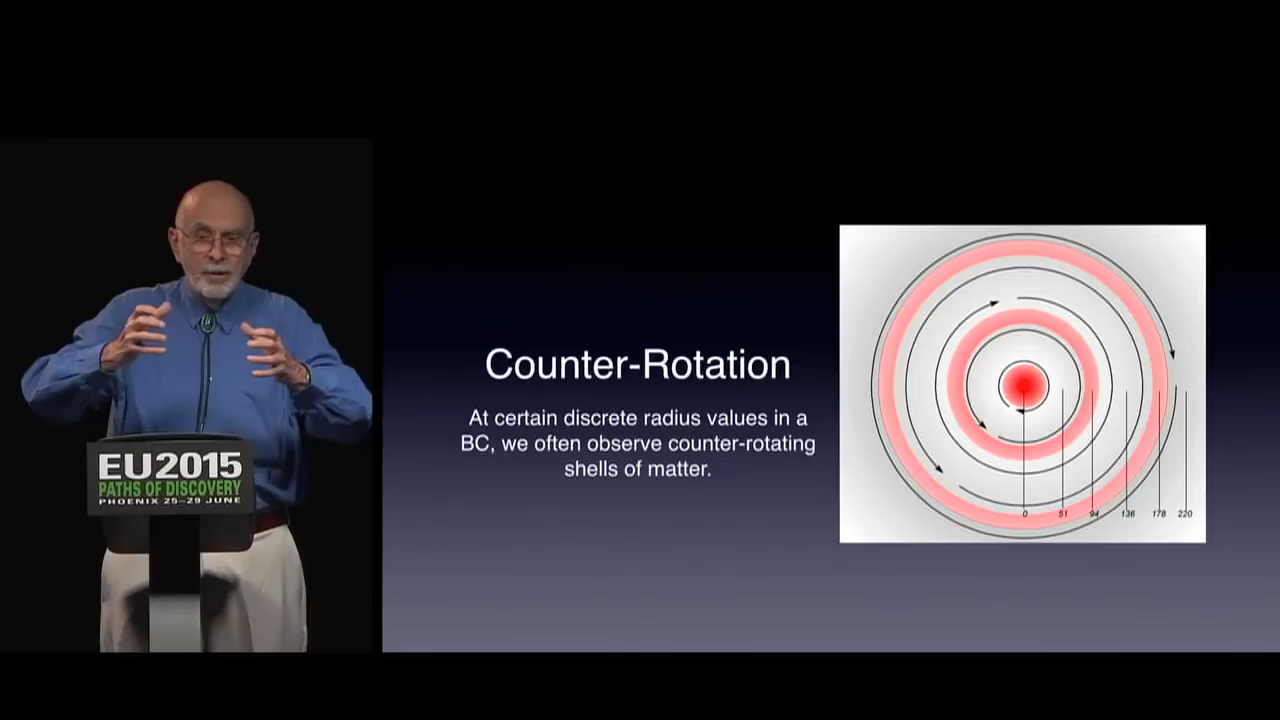 EU2015
PATHS OF DISCOVERY
PHOENIX 25–29 JUNE
Counter-Rotation
At certain discrete radius values in a
BC, we often observe counter-rotating
shells of matter.
0 51 94 136 178 220